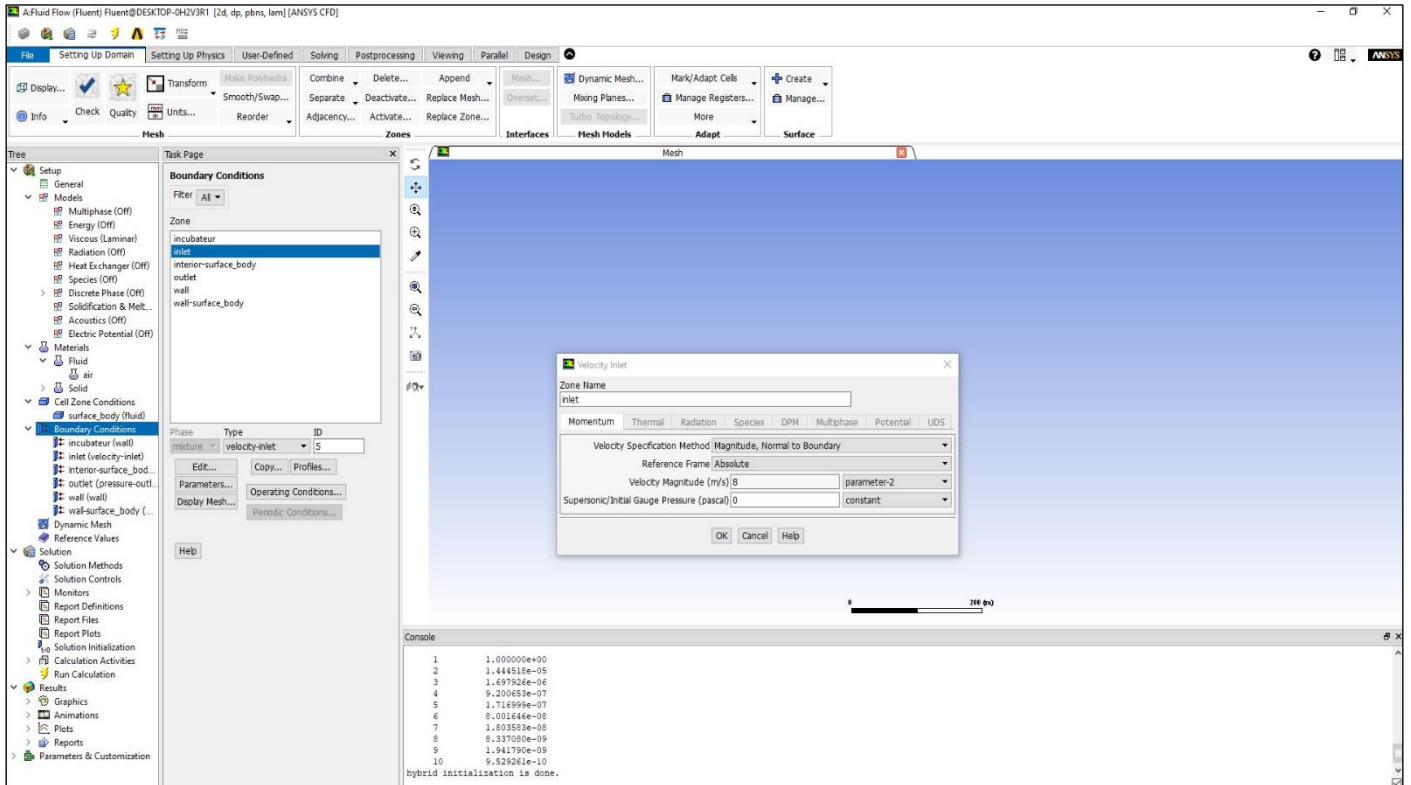 A:Fluid Flow (Fluent) Fluent@DESKTOP-0H2V3R1 [2d, dp, pbns, lam] [ANSYS CFD]
File Setting Up Domain Setting Up Physics User-Defined Solving Postprocessing Viewing Parallel Design
ANSYS
Display... Check Quality Transform Make Polyhedra Combine Delete... Append Mesh... Dynamic Mesh... Mark/Adapt Cells Create
Smooth/Swap... Separate Deactivate... Replace Mesh... Overset... Mixing Planes... Manage Registers... Manage...
Info Units... Reorder Adjacency... Activate... Replace Zone... Turbo Topology... More
Mesh Zones Interfaces Mesh Models Adapt Surface
Tree
Setup
General
Models
Multiphase (Off)
Energy (Off)
Viscous (Laminar)
Radiation (Off)
Heat Exchanger (Off)
Species (Off)
Discrete Phase (Off)
Solidification & Melt...
Acoustics (Off)
Electric Potential (Off)
Materials
Fluid
air
Solid
Cell Zone Conditions
surface_body (fluid)
Boundary Conditions
incubateur (wall)
inlet (velocity-inlet)
interior-surface_bod...
outlet (pressure-outl...
wall (wall)
wall-surface_body (...
Dynamic Mesh
Reference Values
Solution
Solution Methods
Solution Controls
Monitors
Report Definitions
Report Files
Report Plots
Solution Initialization
Calculation Activities
Run Calculation
Results
Graphics
Animations
Plots
Reports
Parameters & Customization
Task Page
Boundary Conditions
Filter All
Zone
incubateur
inlet
interior-surface_body
outlet
wall
wall-surface_body
Phase Type ID
mixture velocity-inlet 5
Edit... Copy... Profiles...
Parameters... Operating Conditions...
Display Mesh... Periodic Conditions...
Help
Mesh
Velocity Inlet
Zone Name
inlet
Momentum Thermal Radiation Species DPM Multiphase Potential UDS
Velocity Specification Method Magnitude, Normal to Boundary
Reference Frame Absolute
Velocity Magnitude (m/s) 8 parameter-2
Supersonic/Initial Gauge Pressure (pascal) 0 constant
OK Cancel Help
0 200 (m)
Console
1 1.000000e+00
2 1.444518e-05
3 1.697926e-06
4 9.200653e-07
5 1.716999e-07
6 8.001646e-08
7 1.803583e-08
8 8.337080e-09
9 1.941790e-09
10 9.529261e-10
hybrid initialization is done.